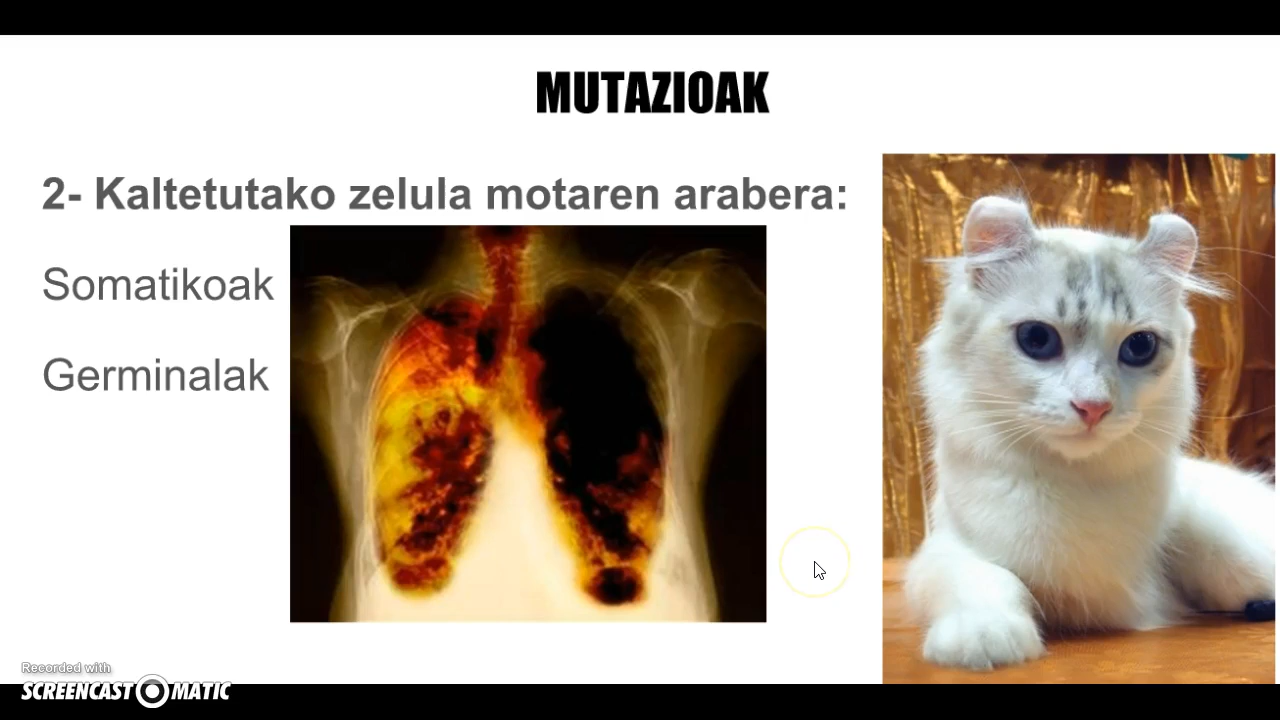 MUTAZIOAK
2- Kaltetutako zelula motaren arabera:
Somatikoak
Germinalak
Recorded with
SCREENCAST MATIC